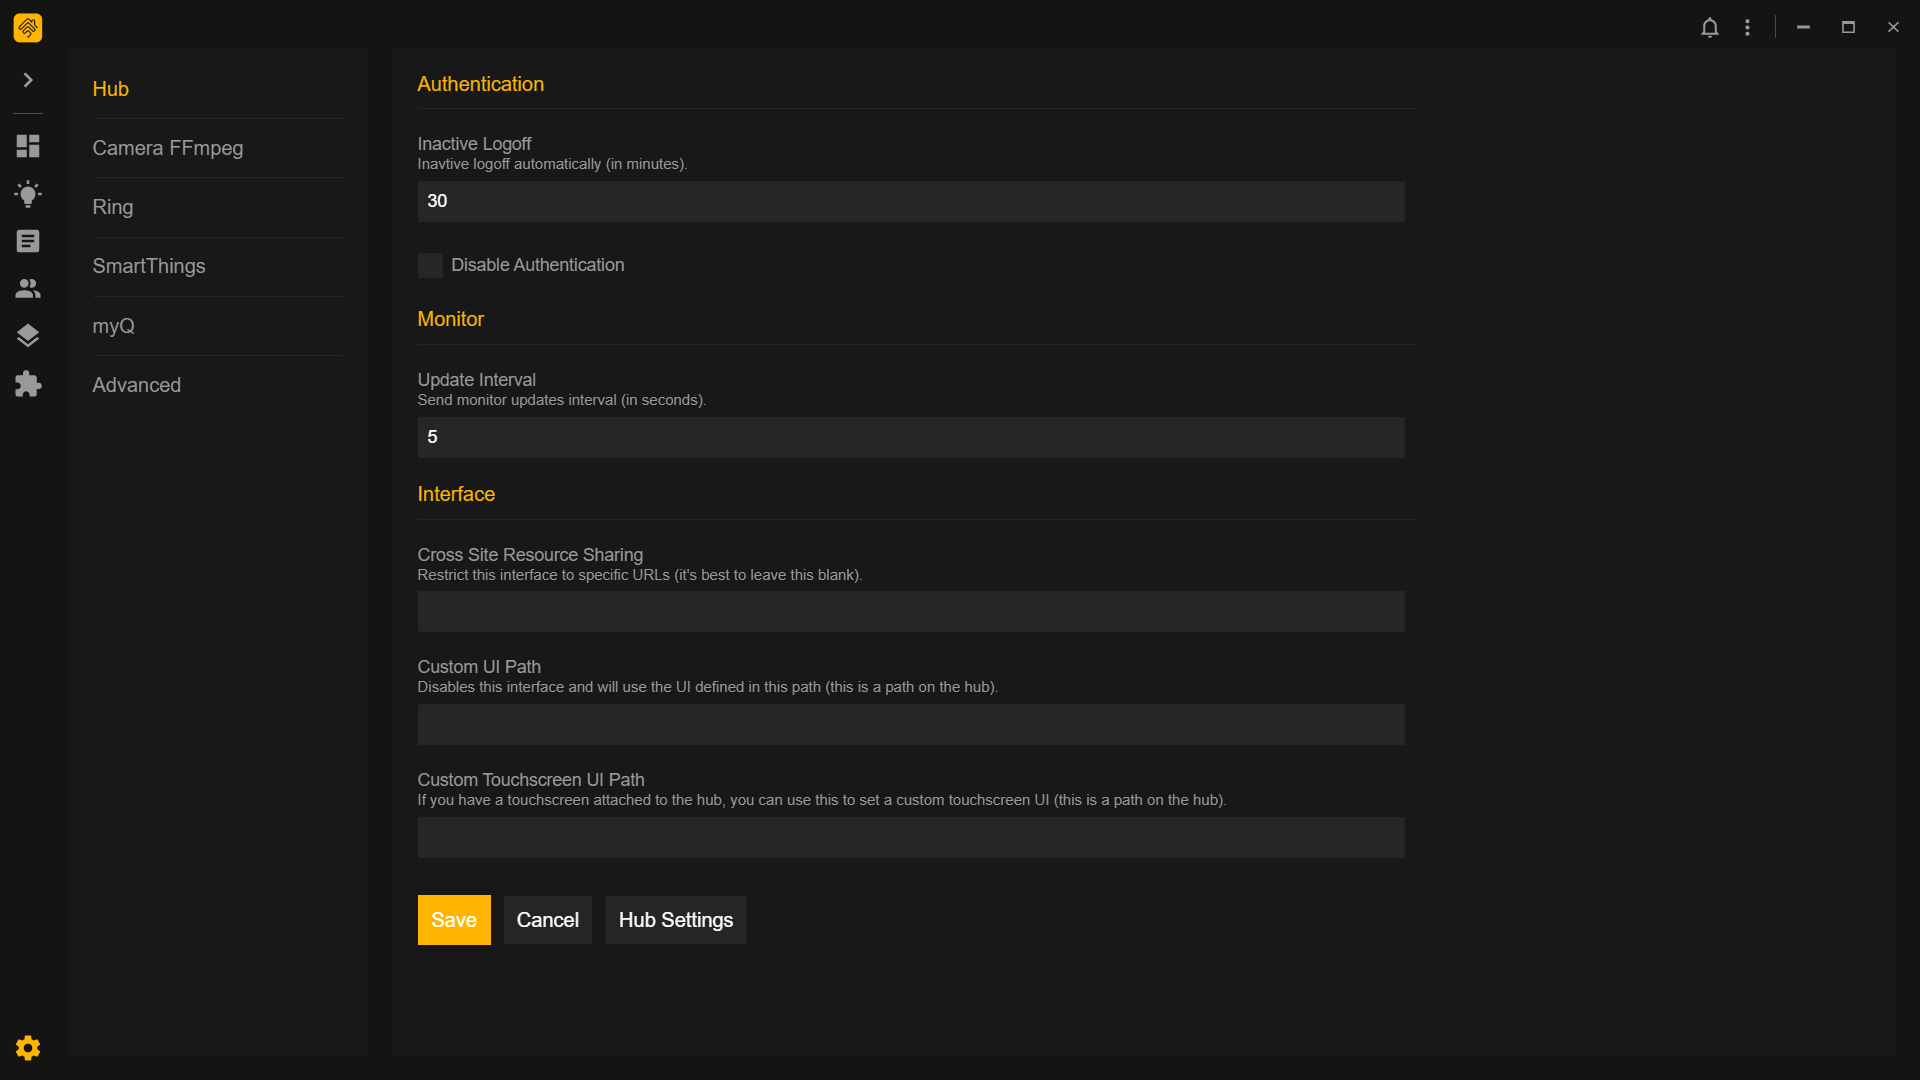 Hub
Camera FFmpeg
Ring
SmartThings
myQ
Advanced
Authentication
Inactive Logoff
Inavtive logoff automatically (in minutes).
30
Disable Authentication
Monitor
Update Interval
Send monitor updates interval (in seconds).
5
Interface
Cross Site Resource Sharing
Restrict this interface to specific URLs (it's best to leave this blank).
Custom UI Path
Disables this interface and will use the UI defined in this path (this is a path on the hub).
Custom Touchscreen UI Path
If you have a touchscreen attached to the hub, you can use this to set a custom touchscreen UI (this is a path on the hub).
Save Cancel Hub Settings